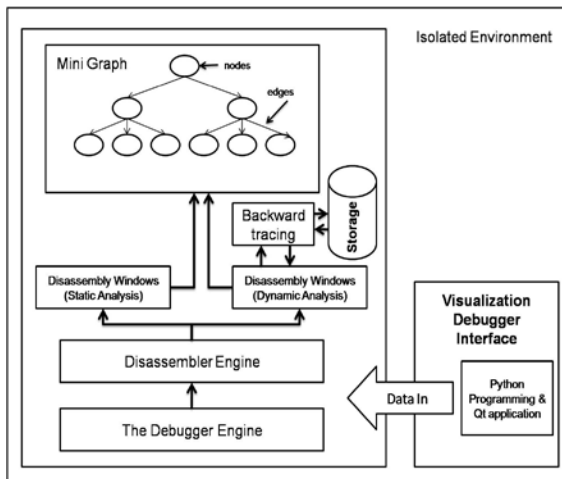 Isolated Environment
Mini Graph
nodes
edges
Backward
tracing
Storage
Disassembly Windows
(Static Analysis)
Disassembly Windows
(Dynamic Analysis)
Disassembler Engine
The Debugger Engine
Data In
Visualization
Debugger
Interface
Python
Programming &
Qt application